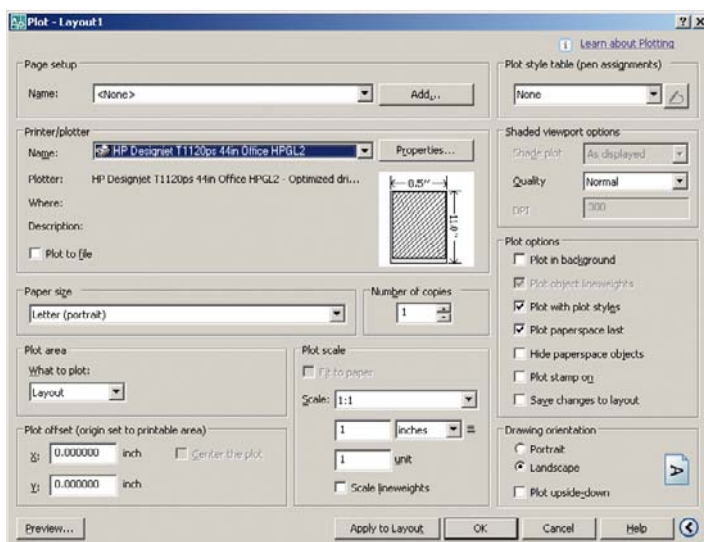 Plot - Layout1
Learn about Plotting
Page setup
Name: <None> Add...
Plot style table (pen assignments)
None
Printer/plotter
Name: HP Designjet T1120ps 44in Office HPGL2 Properties...
Plotter: HP Designjet T1120ps 44in Office HPGL2 - Optimized dri...
Where:
Description:
Plot to file
8.5"
11.0"
Shaded viewport options
Shade plot As displayed
Quality Normal
DPI 300
Paper size
Letter (portrait)
Number of copies
1
Plot area
What to plot:
Layout
Plot offset (origin set to printable area)
X: 0.000000 inch Center the plot
Y: 0.000000 inch
Plot scale
Fit to paper
Scale: 1:1
1 inches =
1 unit
Scale lineweights
Plot options
Plot in background
Plot object lineweights
Plot with plot styles
Plot paperspace last
Hide paperspace objects
Plot stamp on
Save changes to layout
Drawing orientation
Portrait
Landscape
Plot upside-down
A
Preview... Apply to Layout OK Cancel Help